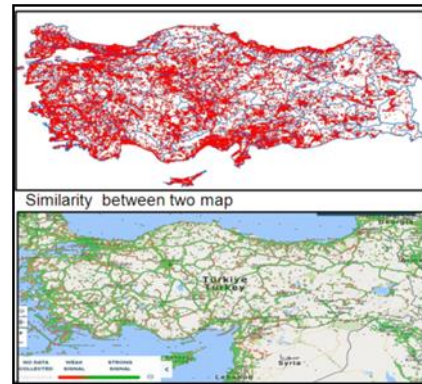 Similarity between two map
Türkiye
Turkey
Syria
NO DATA WEAK STRONG
COLLECTED SIGNAL SIGNAL